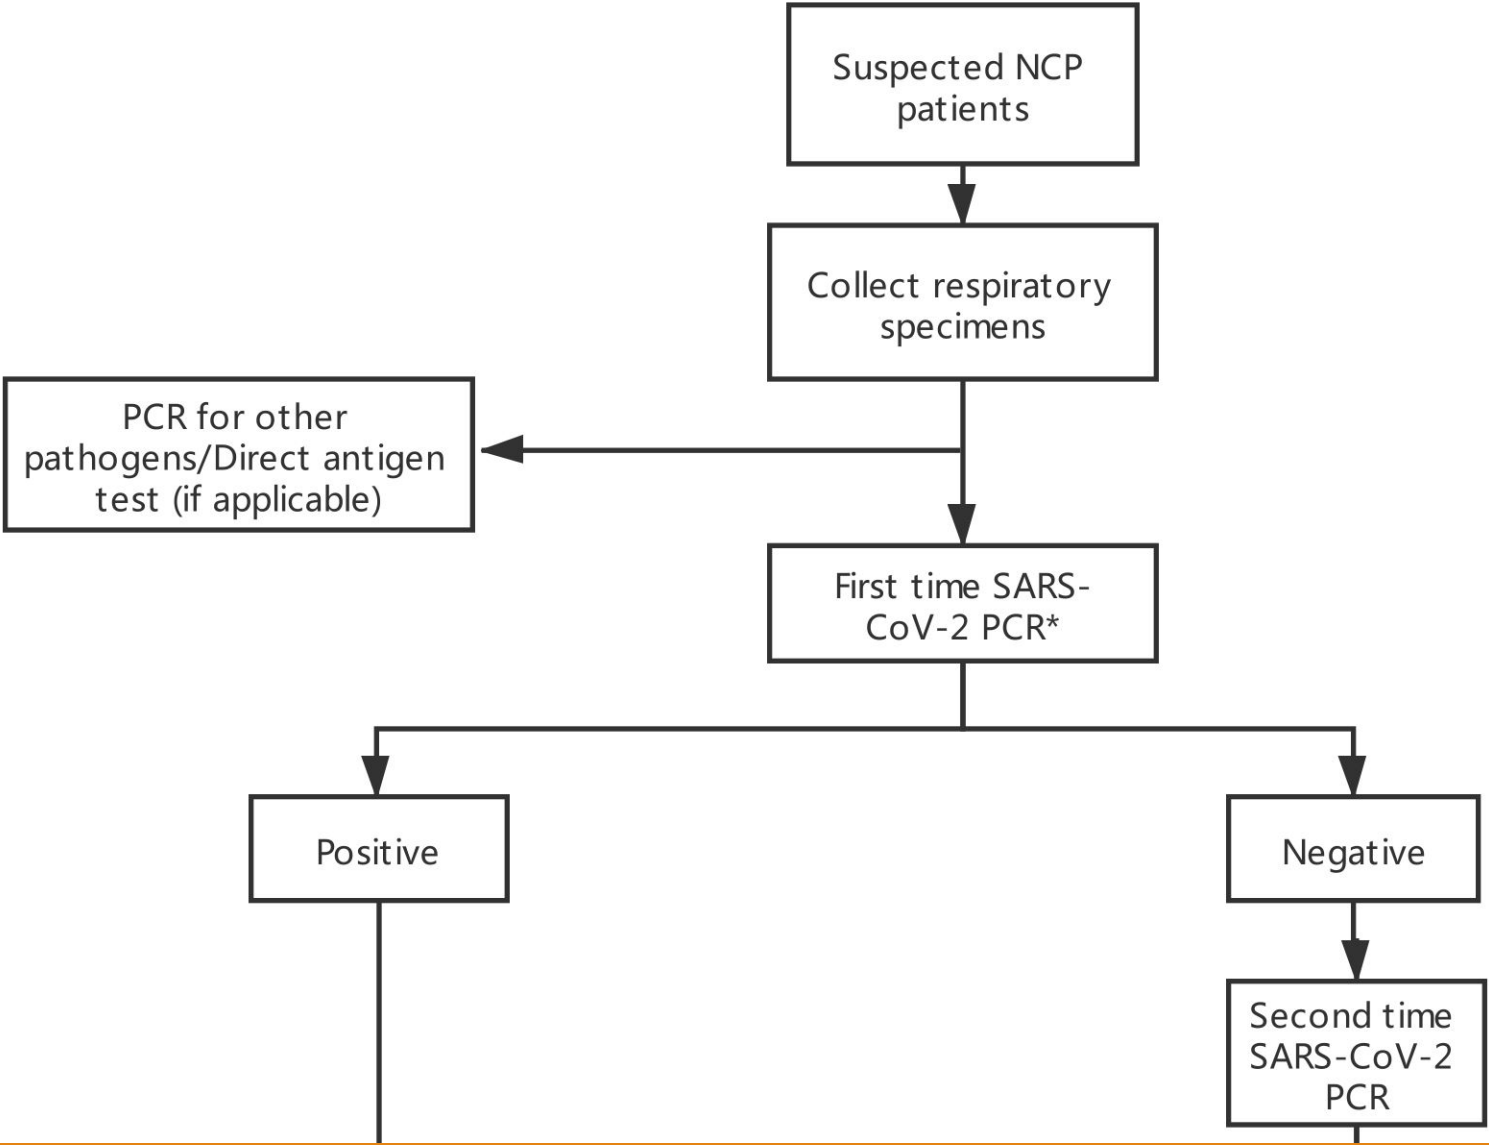 Suspected NCP
patients
Collect respiratory
specimens
PCR for other
pathogens/Direct antigen
test (if applicable)
First time SARS-
CoV-2 PCR*
Positive
Negative
Second time
SARS-CoV-2
PCR